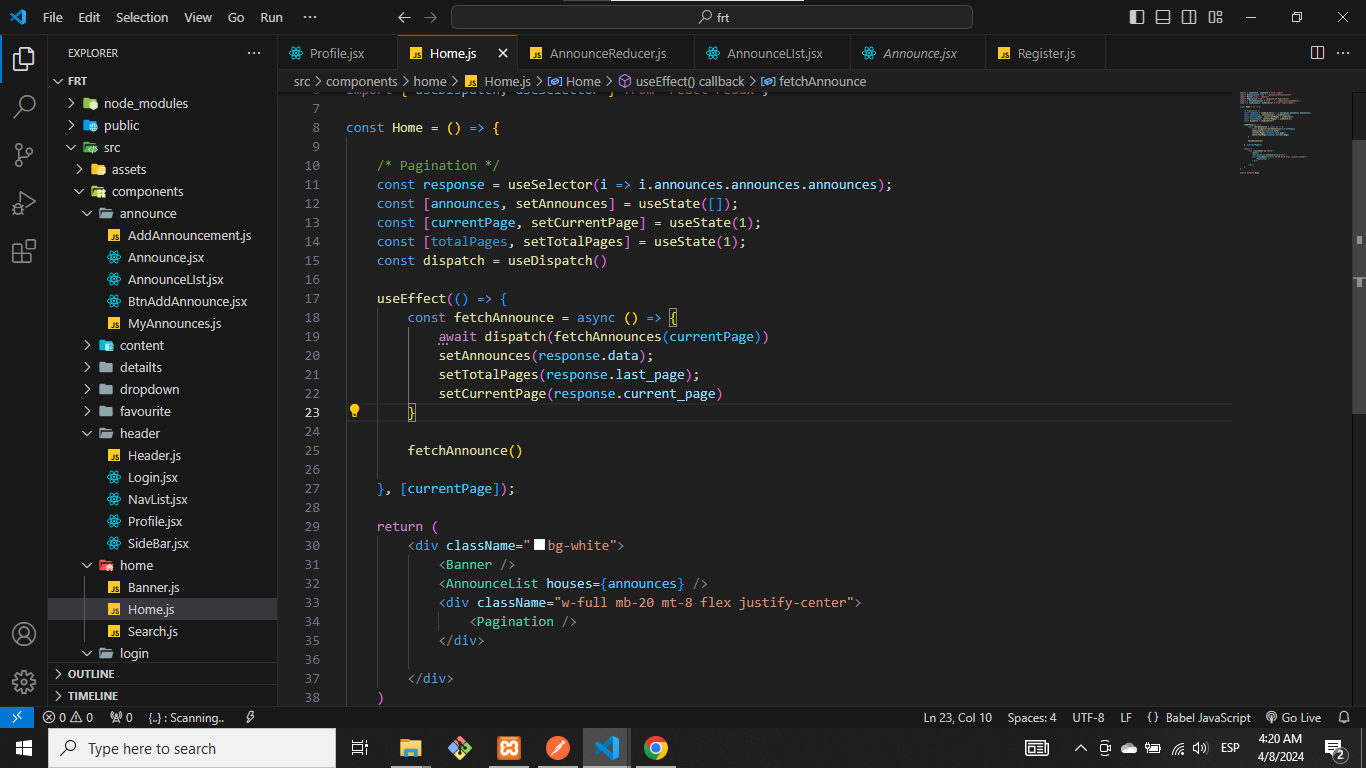 File Edit Selection View Go Run ··· frt
EXPLORER ···
Profile.jsx Home.js AnnounceReducer.js AnnounceLIst.jsx Announce.jsx Register.js ···
src > components > home > Home.js > Home > useEffect() callback > fetchAnnounce
FRT
node_modules
public
src
assets
components
announce
AddAnnouncement.js
Announce.jsx
AnnounceLIst.jsx
BtnAddAnnounce.jsx
MyAnnounces.js
content
detailts
dropdown
favourite
header
Header.js
Login.jsx
NavList.jsx
Profile.jsx
SideBar.jsx
home
Banner.js
Home.js
Search.js
login
OUTLINE
TIMELINE
6 import { useDispatch, useSelector } from "react-redux";
7
8 const Home = () => {
9
10 /* Pagination */
11 const response = useSelector(i => i.announces.announces.announces);
12 const [announces, setAnnounces] = useState([]);
13 const [currentPage, setCurrentPage] = useState(1);
14 const [totalPages, setTotalPages] = useState(1);
15 const dispatch = useDispatch()
16
17 useEffect(() => {
18 const fetchAnnounce = async () => {
19 await dispatch(fetchAnnounces(currentPage))
20 setAnnounces(response.data);
21 setTotalPages(response.last_page);
22 setCurrentPage(response.current_page)
23 }
24
25 fetchAnnounce()
26
27 }, [currentPage]);
28
29 return (
30 <div className="bg-white">
31 <Banner />
32 <AnnounceList houses={announces} />
33 <div className="w-full mb-20 mt-8 flex justify-center">
34 <Pagination />
35 </div>
36
37 </div>
38 )
0 0 0 {..} : Scanning.. Ln 23, Col 10 Spaces: 4 UTF-8 LF {} Babel JavaScript Go Live
Type here to search ESP 4:20 AM
4/8/2024 2